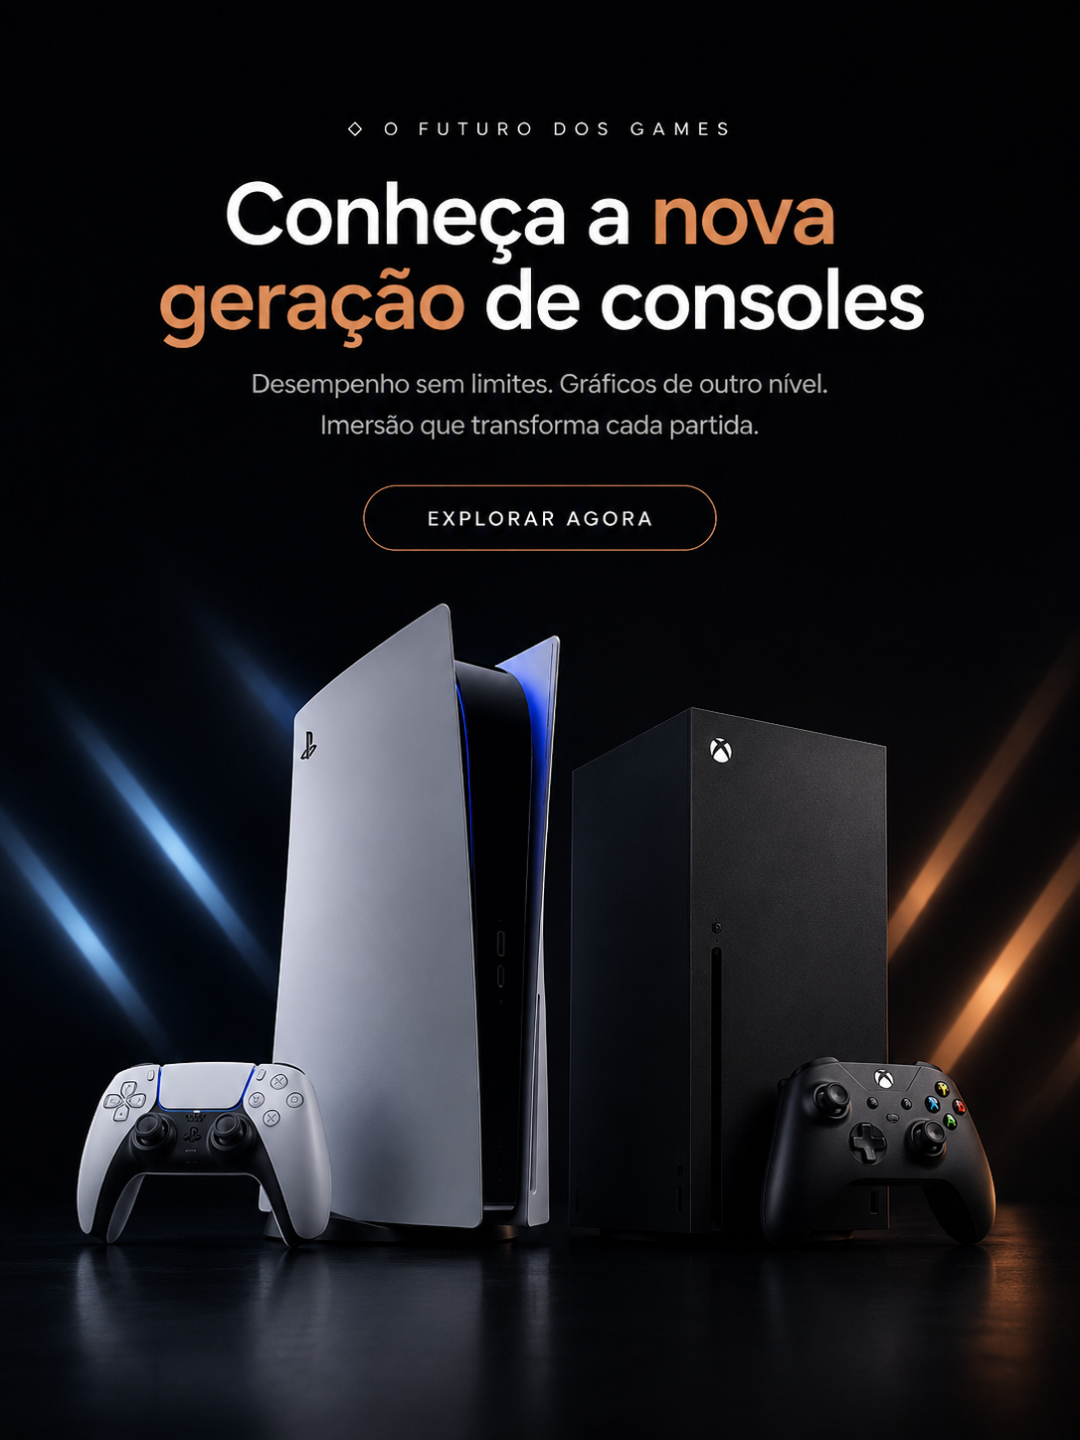 O FUTURO DOS GAMES
Conheça a nova
geração de consoles
Desempenho sem limites. Gráficos de outro nível.
Imersão que transforma cada partida.
EXPLORAR AGORA